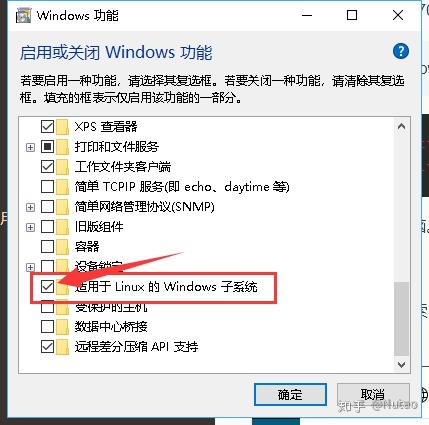 Windows 功能
启用或关闭 Windows 功能
若要启用一种功能，请选择其复选框。若要关闭一种功能，请清除其复选
框。填充的框表示仅启用该功能的一部分。
XPS 查看器
打印和文件服务
工作文件夹客户端
简单 TCPIP 服务(即 echo、daytime 等)
简单网络管理协议(SNMP)
旧版组件
容器
设备锁定
适用于 Linux 的 Windows 子系统
受保护的主机
数据中心桥接
远程差分压缩 API 支持
确定
取消
知乎 @Nutao